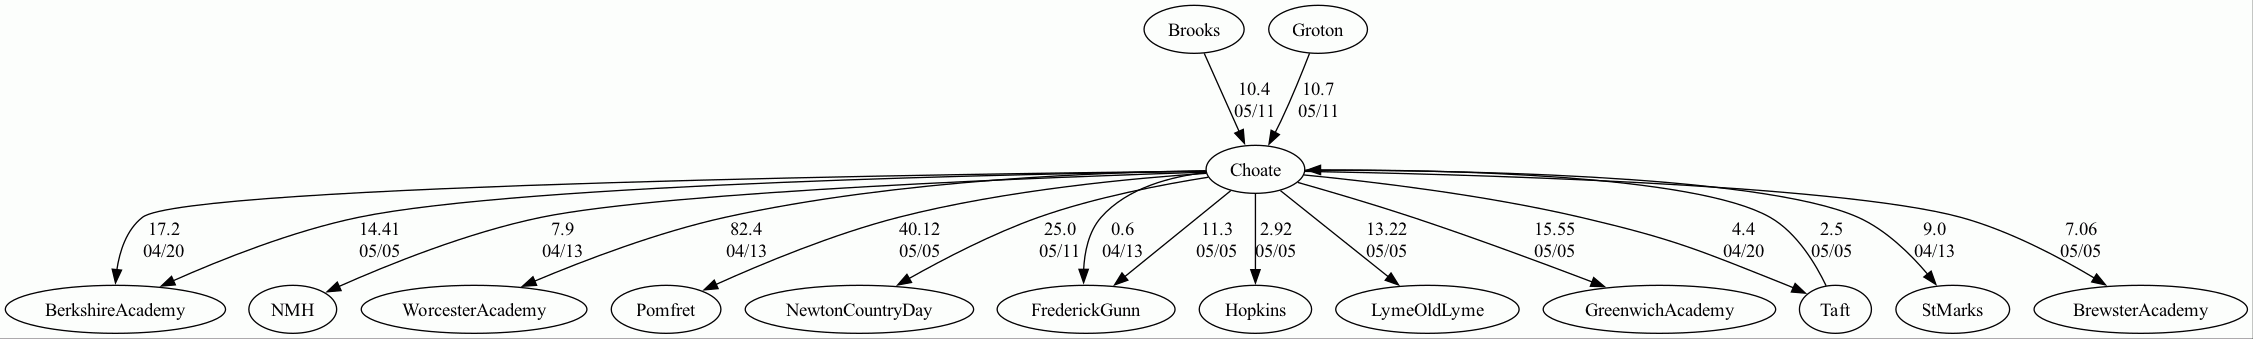 Brooks
Groton
10.4
05/11
10.7
05/11
Choate
17.2
04/20
14.41
05/05
7.9
04/13
82.4
04/13
40.12
05/05
25.0
05/11
0.6
04/13
11.3
05/05
2.92
05/05
13.22
05/05
15.55
05/05
4.4
04/20
2.5
05/05
9.0
04/13
7.06
05/05
BerkshireAcademy
NMH
WorcesterAcademy
Pomfret
NewtonCountryDay
FrederickGunn
Hopkins
LymeOldLyme
GreenwichAcademy
Taft
StMarks
BrewsterAcademy